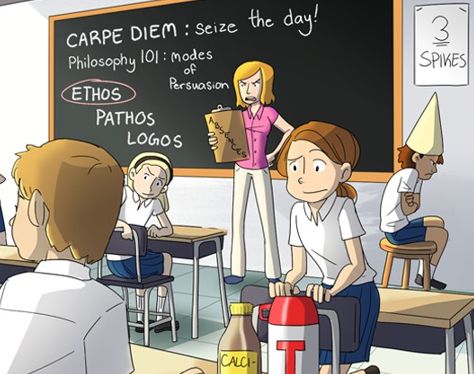 CARPE DIEM : seize the day!
Philosophy 101 : modes
of
Persuasion
ETHOS
PATHOS
LOGOS
ABSENCES
3
SPIKES
CALCI-
T